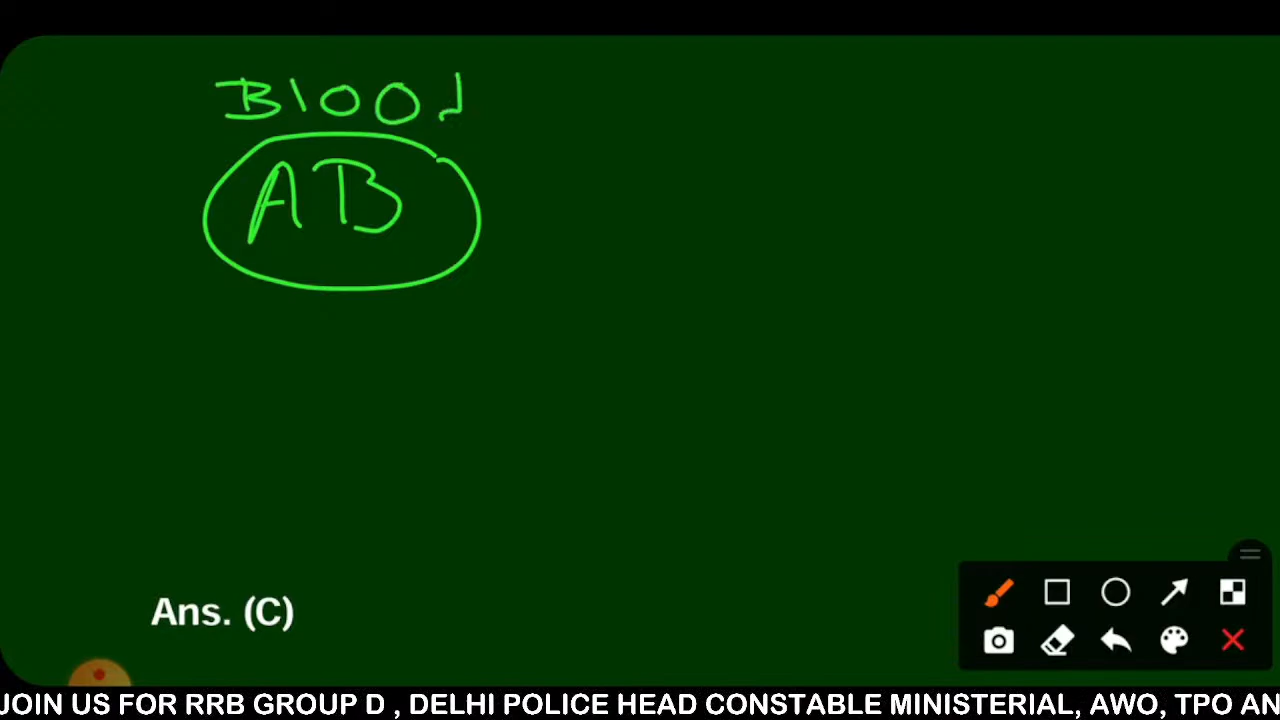 Blood
AB
Ans. (C)
JOIN US FOR RRB GROUP D , DELHI POLICE HEAD CONSTABLE MINISTERIAL, AWO, TPO AN